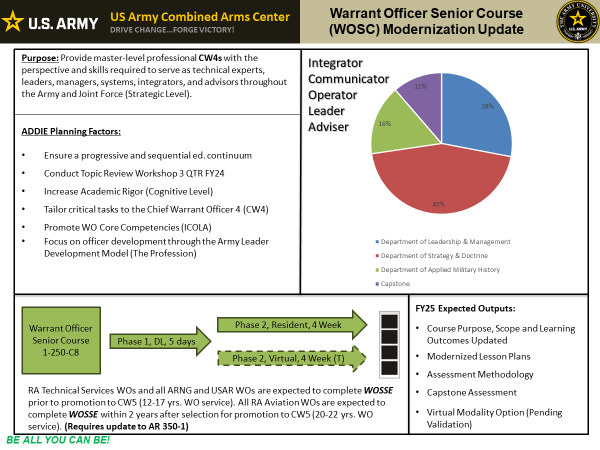 U.S. ARMY
US Army Combined Arms Center
DRIVE CHANGE...FORGE VICTORY!
Warrant Officer Senior Course
(WOSC) Modernization Update
Purpose: Provide master-level professional CW4s with the
perspective and skills required to serve as technical experts,
leaders, managers, systems, integrators, and advisors throughout
the Army and Joint Force (Strategic Level).
ADDIE Planning Factors:
• Ensure a progressive and sequential ed. continuum
• Conduct Topic Review Workshop 3 QTR FY24
• Increase Academic Rigor (Cognitive Level)
• Tailor critical tasks to the Chief Warrant Officer 4 (CW4)
• Promote WO Core Competencies (ICOLA)
• Focus on officer development through the Army Leader
Development Model (The Profession)
Integrator
Communicator
Operator
Leader
Adviser
11%
28%
16%
45%
Department of Leadership & Management
Department of Strategy & Doctrine
Department of Applied Military History
Capstone
Warrant Officer
Senior Course
1-250-C8
Phase 1, DL, 5 days
Phase 2, Resident, 4 Week
Phase 2, Virtual, 4 Week (T)
RA Technical Services WOs and all ARNG and USAR WOs are expected to complete WOSSE
prior to promotion to CW5 (12-17 yrs. WO service). All RA Aviation WOs are expected to
complete WOSSE within 2 years after selection for promotion to CW5 (20-22 yrs. WO
service). (Requires update to AR 350-1)
FY25 Expected Outputs:
• Course Purpose, Scope and Learning
Outcomes Updated
• Modernized Lesson Plans
• Assessment Methodology
• Capstone Assessment
• Virtual Modality Option (Pending
Validation)
BE ALL YOU CAN BE!